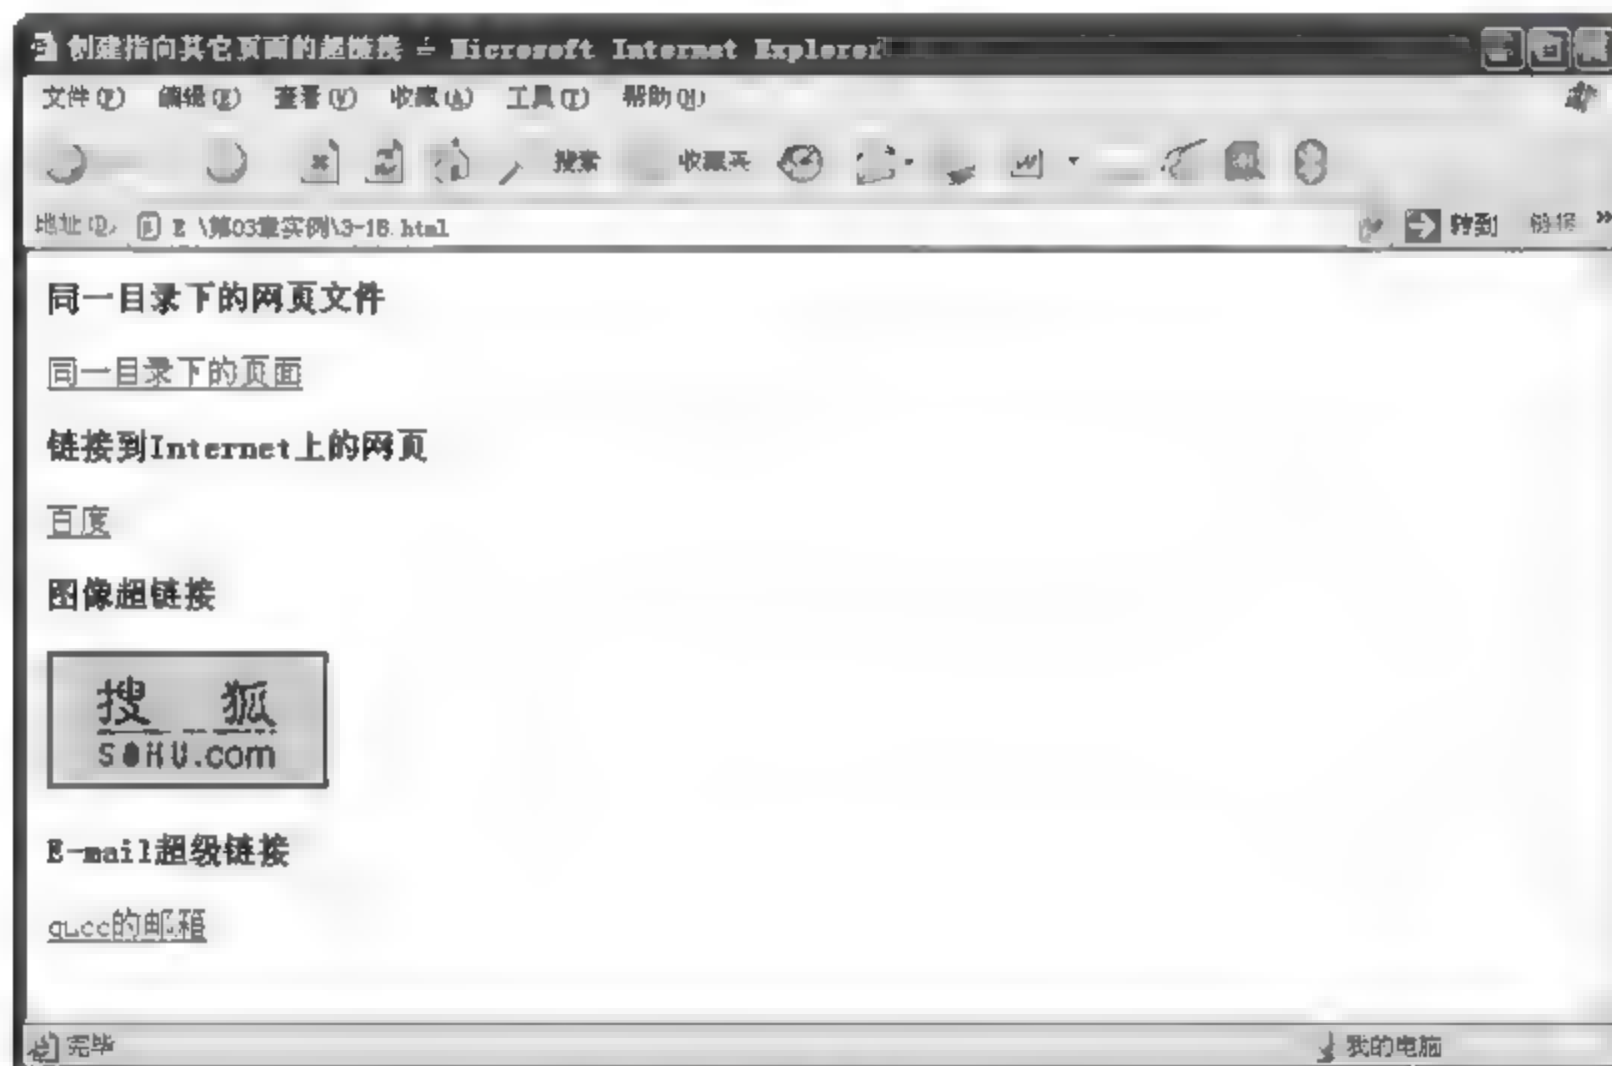 创建指向其它页面的超链接 - Microsoft Internet Explorer
文件(F) 编辑(E) 查看(V) 收藏(A) 工具(T) 帮助(H)
搜索 收藏夹
地址(D) E:\第03章实例\3-18.html 转到 链接 »
同一目录下的网页文件
同一目录下的页面
链接到Internet上的网页
百度
图像超链接
搜 狐
SOHU.com
E-mail超级链接
的邮箱
完毕 我的电脑